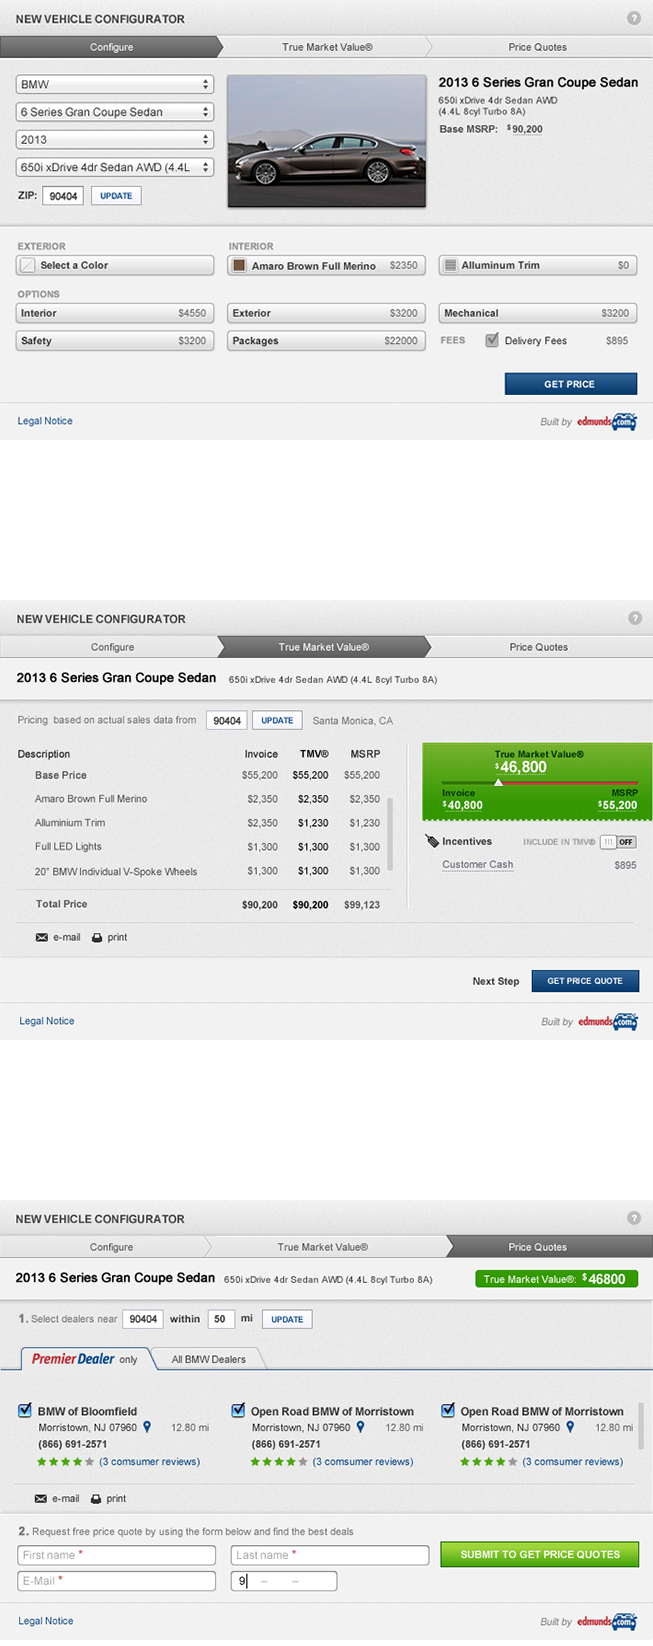 NEW VEHICLE CONFIGURATOR ?
Configure True Market Value® Price Quotes
BMW
6 Series Gran Coupe Sedan
2013
650i xDrive 4dr Sedan AWD (4.4L
ZIP: 90404 UPDATE
2013 6 Series Gran Coupe Sedan
650i xDrive 4dr Sedan AWD
(4.4L 8cyl Turbo 8A)
Base MSRP: $90,200
EXTERIOR INTERIOR
Select a Color Amaro Brown Full Merino $2350 Alluminum Trim $0
OPTIONS
Interior $4550 Exterior $3200 Mechanical $3200
Safety $3200 Packages $22000 FEES Delivery Fees $895
GET PRICE
Legal Notice Built by edmunds.com
NEW VEHICLE CONFIGURATOR ?
Configure True Market Value® Price Quotes
2013 6 Series Gran Coupe Sedan 650i xDrive 4dr Sedan AWD (4.4L 8cyl Turbo 8A)
Pricing based on actual sales data from 90404 UPDATE Santa Monica, CA
Description Invoice TMV® MSRP
Base Price $55,200 $55,200 $55,200
Amaro Brown Full Merino $2,350 $2,350 $2,350
Alluminium Trim $2,350 $1,230 $1,230
Full LED Lights $1,300 $1,300 $1,300
20" BMW Individual V-Spoke Wheels $1,300 $1,300 $1,300
Total Price $90,200 $90,200 $99,123
True Market Value®
$46,800
Invoice MSRP
$40,800 $55,200
Incentives INCLUDE IN TMV® OFF
Customer Cash $895
e-mail print
Next Step GET PRICE QUOTE
Legal Notice Built by edmunds.com
NEW VEHICLE CONFIGURATOR ?
Configure True Market Value® Price Quotes
2013 6 Series Gran Coupe Sedan 650i xDrive 4dr Sedan AWD (4.4L 8cyl Turbo 8A) True Market Value®: $46800
1. Select dealers near 90404 within 50 mi UPDATE
Premier Dealer only All BMW Dealers
BMW of Bloomfield Open Road BMW of Morristown Open Road BMW of Morristown
Morristown, NJ 07960 12.80 mi Morristown, NJ 07960 12.80 mi Morristown, NJ 07960 12.80 mi
(866) 691-2571 (866) 691-2571 (866) 691-2571
(3 comsumer reviews) (3 comsumer reviews) (3 comsumer reviews)
e-mail print
2. Request free price quote by using the form below and find the best deals
First name * Last name * SUBMIT TO GET PRICE QUOTES
E-Mail * 9 – –
Legal Notice Built by edmunds.com